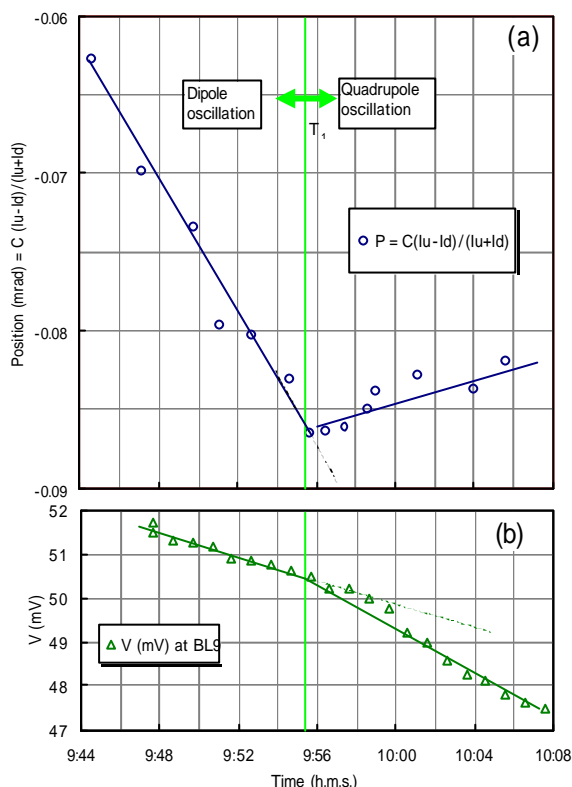 -0.06
(a)
Dipole
oscillation
Quadrupole
oscillation
T1
-0.07
P = C(Iu-Id)/(Iu+Id)
Position (mrad) = C (Iu-Id)/(Iu+Id)
-0.08
-0.09
52
(b)
51
50
V (mV)
49
V (mV) at BL9
48
47
9:44 9:48 9:52 9:56 10:00 10:04 10:08
Time (h.m.s.)